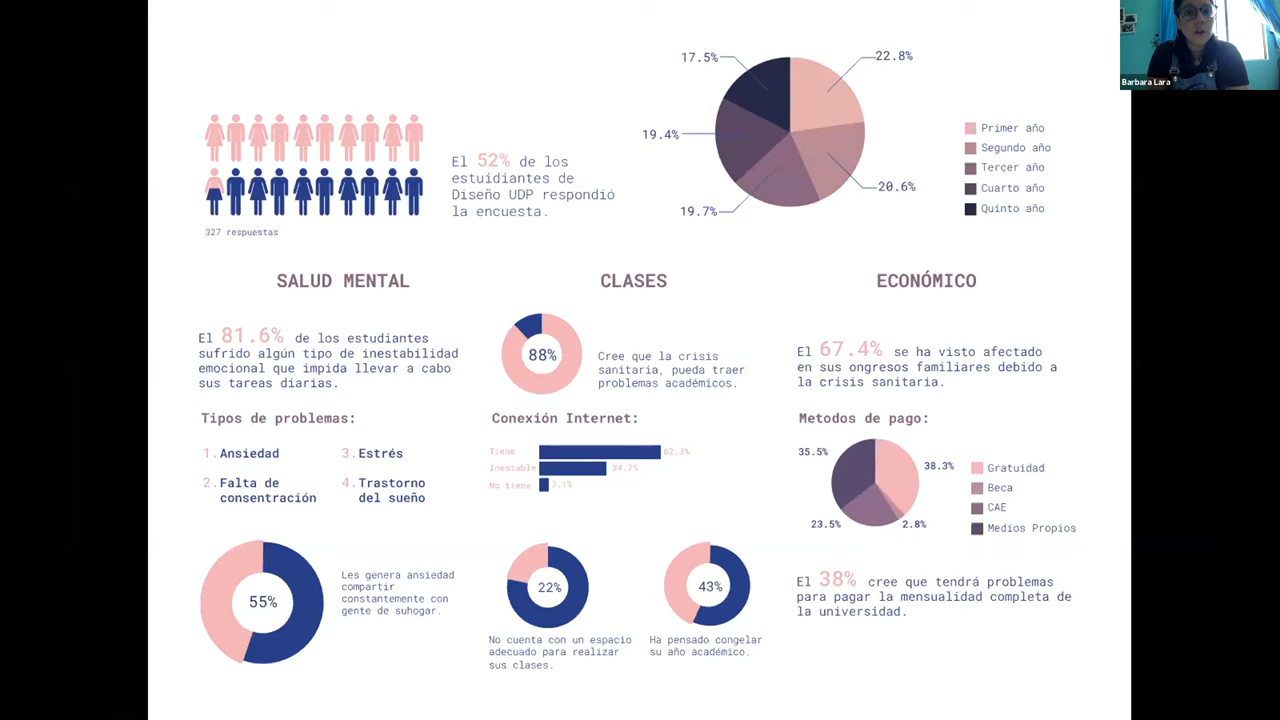 Barbara Lara
El 52% de los
estuidiantes de
Diseño UDP respondió
la encuesta.
327 respuestas
17.5%
22.8%
19.4%
20.6%
19.7%
Primer año
Segundo año
Tercer año
Cuarto año
Quinto año
SALUD MENTAL
El 81.6% de los estudiantes
sufrido algún tipo de inestabilidad
emocional que impida llevar a cabo
sus tareas diarias.
Tipos de problemas:
1. Ansiedad
2. Falta de
consentración
3. Estrés
4. Trastorno
del sueño
55%
Les genera ansiedad
compartir
constantemente con
gente de suhogar.
CLASES
88%
Cree que la crisis
sanitaria, pueda traer
problemas académicos.
Conexión Internet:
Tiene 62,3%
Inestable 34.7%
No tiene 3.1%
22%
No cuenta con un espacio
adecuado para realizar
sus clases.
43%
Ha pensado congelar
su año académico.
ECONÓMICO
El 67.4% se ha visto afectado
en sus ongresos familiares debido a
la crisis sanitaria.
Metodos de pago:
35.5%
38.3%
23.5%
2.8%
Gratuidad
Beca
CAE
Medios Propios
El 38% cree que tendrá problemas
para pagar la mensualidad completa de
la universidad.